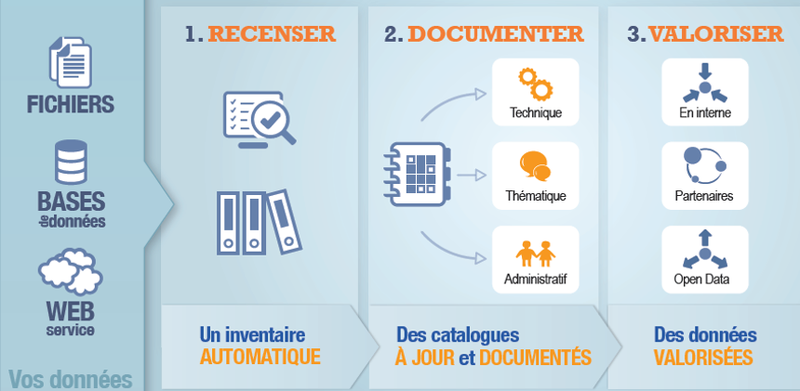 FICHIERS
BASES
de données
WEB
service
Vos données
1. RECENSER
Un inventaire
AUTOMATIQUE
2. DOCUMENTER
Technique
Thématique
Administratif
Des catalogues
À JOUR et DOCUMENTÉS
3. VALORISER
En interne
Partenaires
Open Data
Des données
VALORISÉES